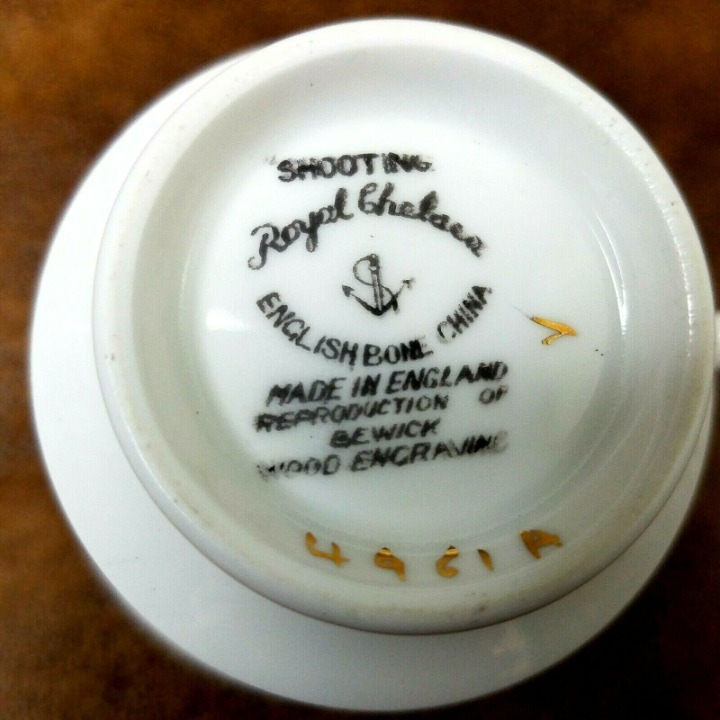 SHOOTING
Royal Chelsea
ENGLISH BONE CHINA
MADE IN ENGLAND
REPRODUCTION OF
BEWICK
WOOD ENGRAVING